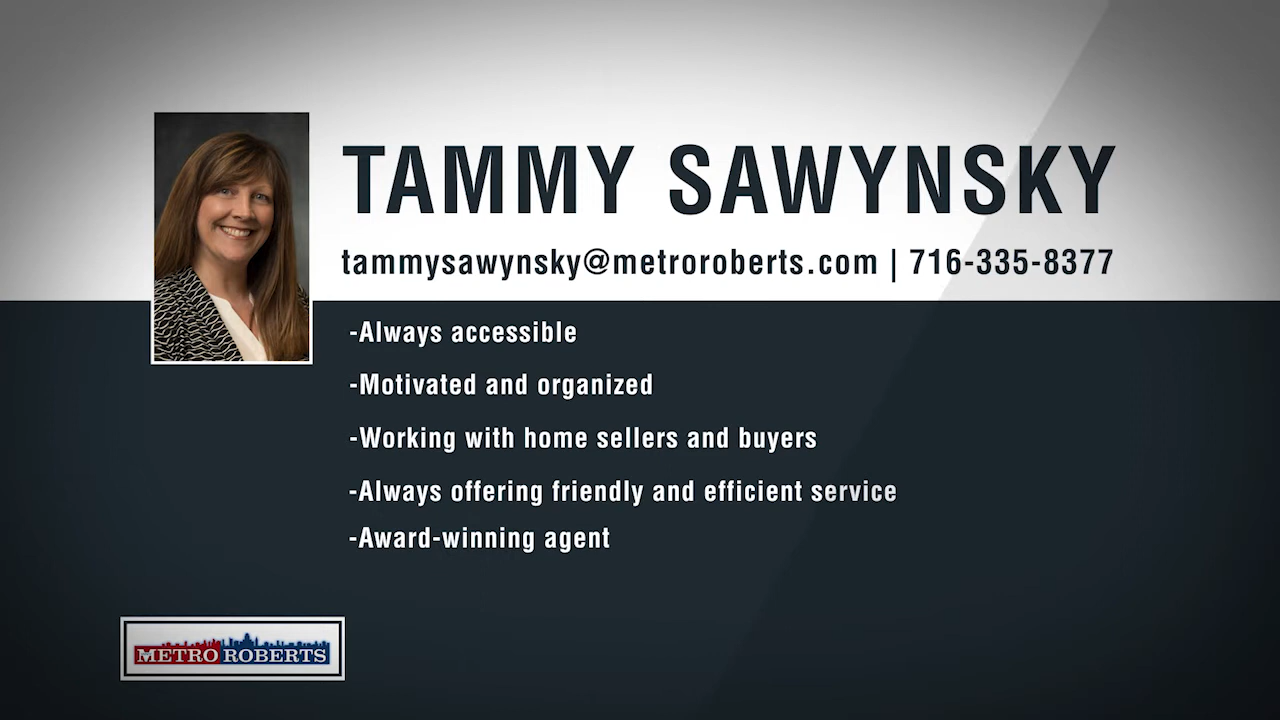 TAMMY SAWYNSKY
tammysawynsky@metroroberts.com | 716-335-8377
-Always accessible
-Motivated and organized
-Working with home sellers and buyers
-Always offering friendly and efficient service
-Award-winning agent
METRO ROBERTS